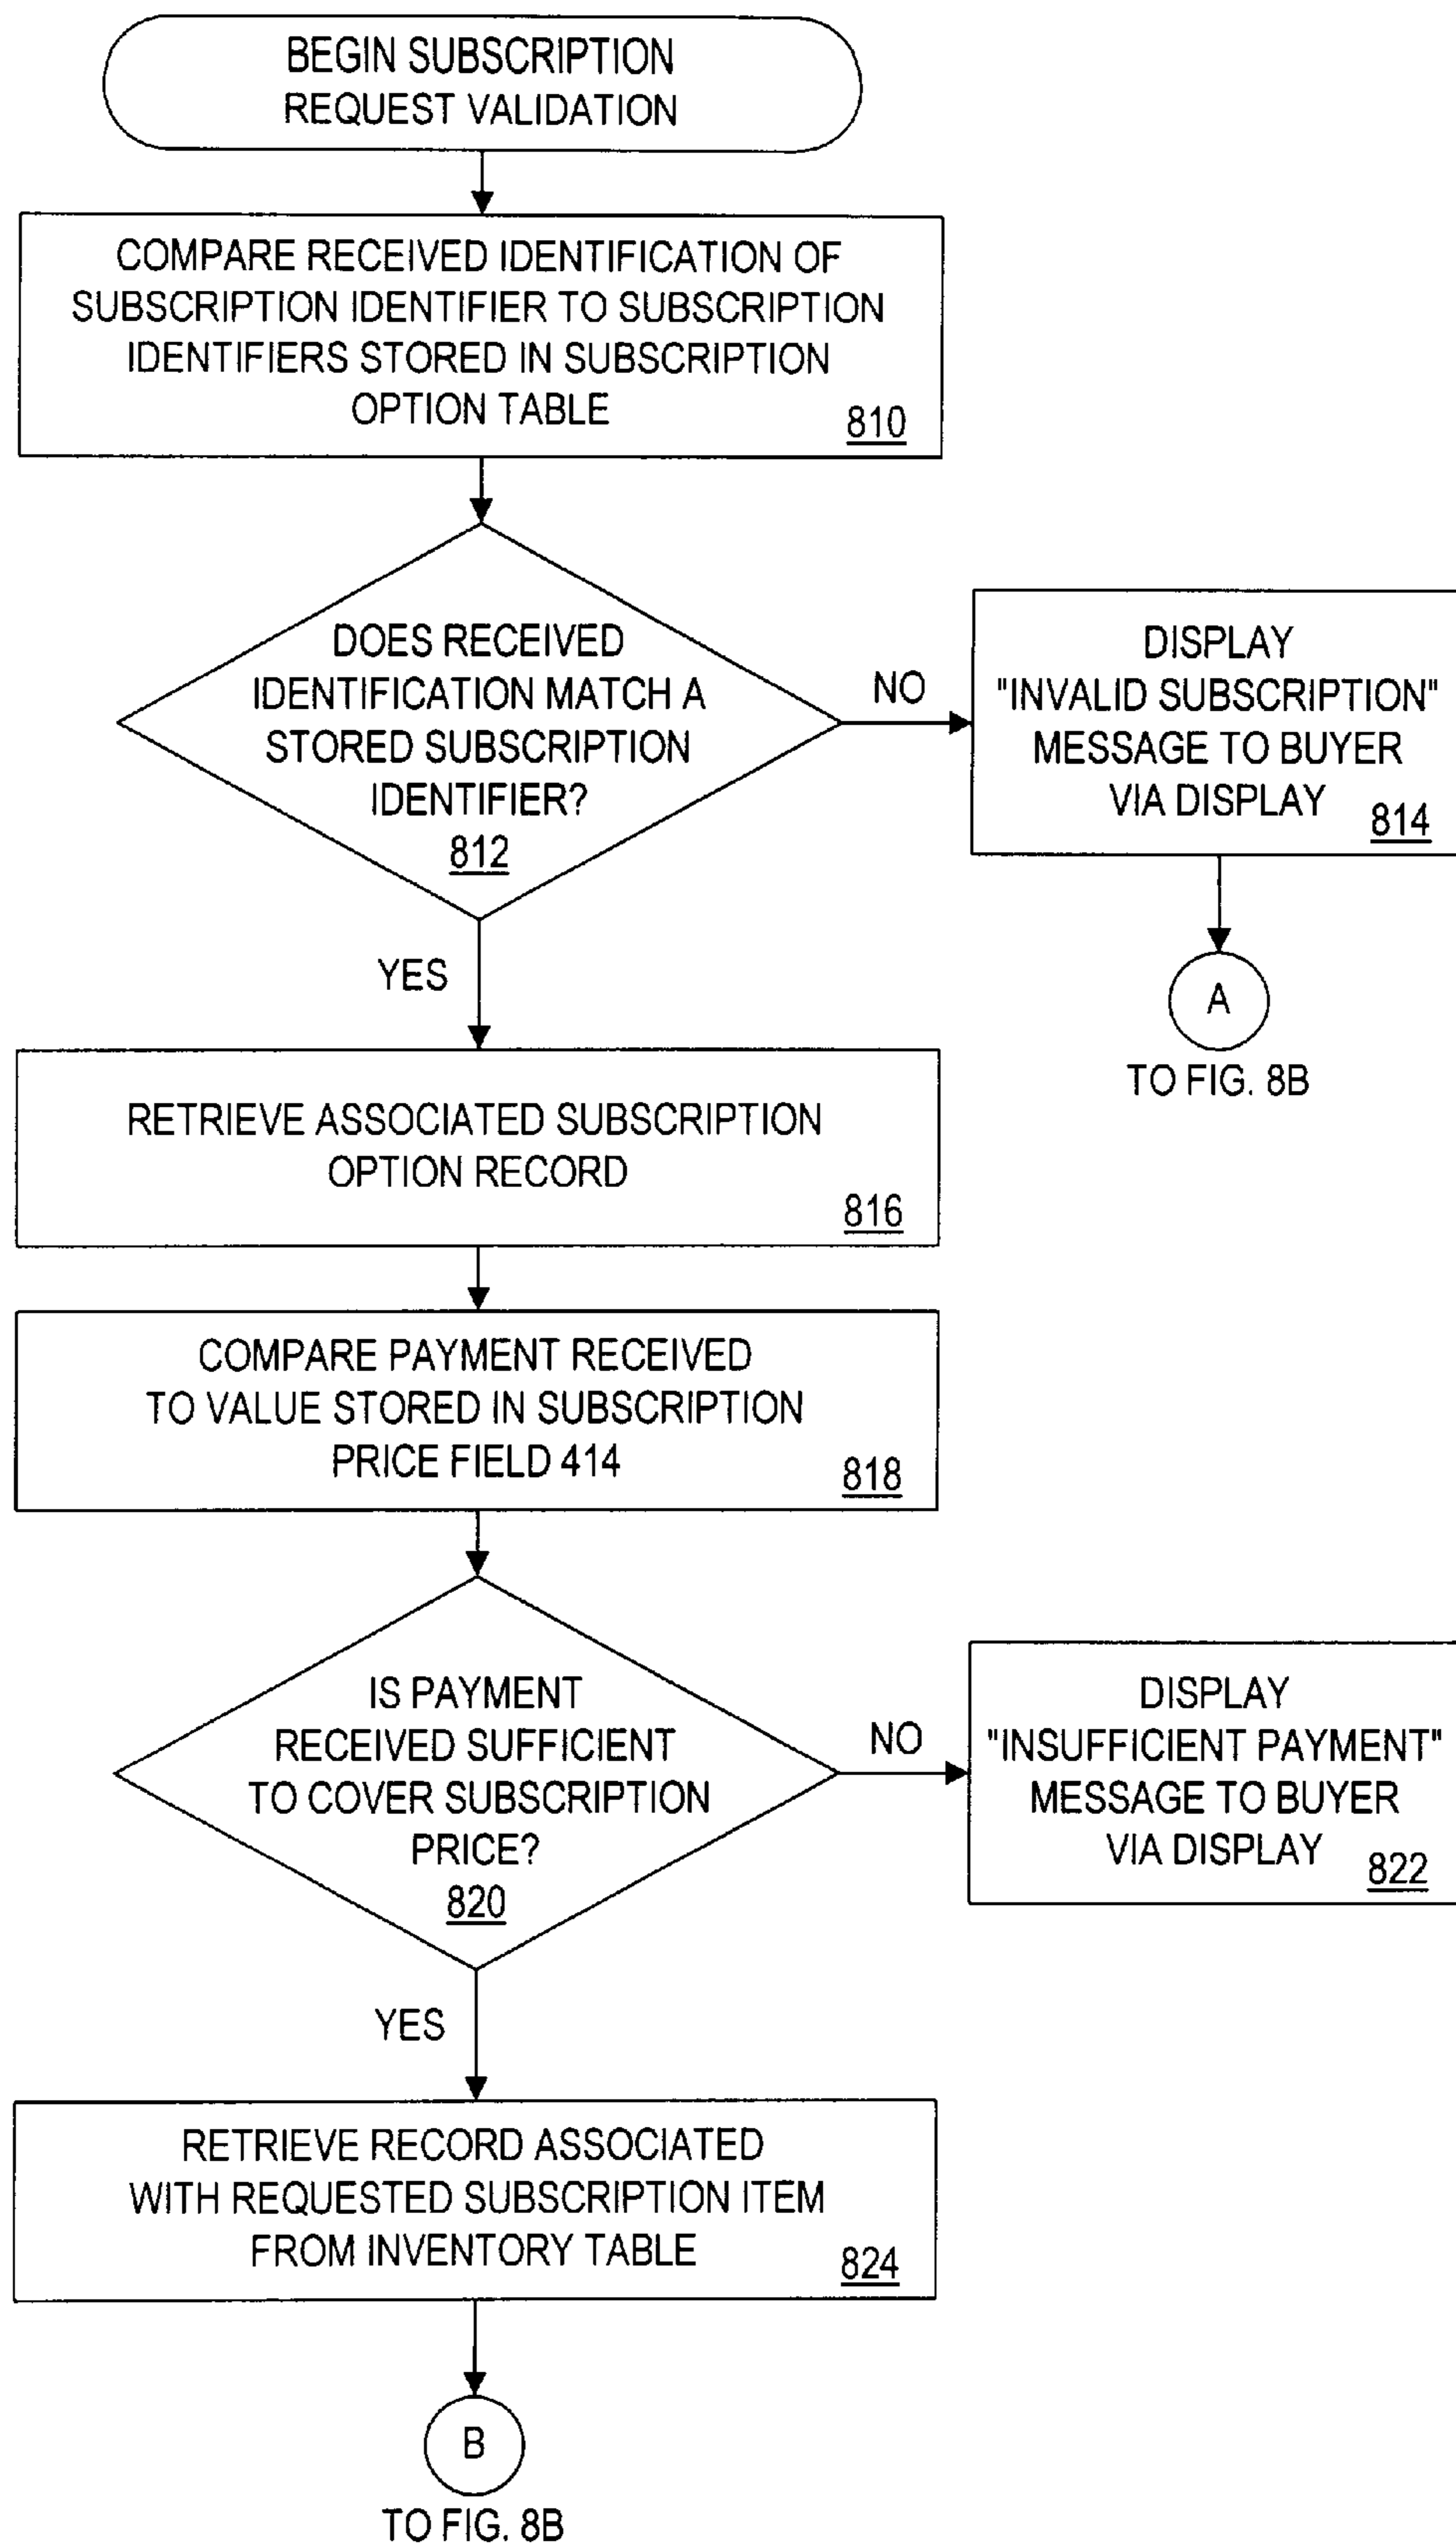 BEGIN SUBSCRIPTION
REQUEST VALIDATION
COMPARE RECEIVED IDENTIFICATION OF
SUBSCRIPTION IDENTIFIER TO SUBSCRIPTION
IDENTIFIERS STORED IN SUBSCRIPTION
OPTION TABLE
810
DOES RECEIVED
IDENTIFICATION MATCH A
STORED SUBSCRIPTION
IDENTIFIER?
812
NO
DISPLAY
"INVALID SUBSCRIPTION"
MESSAGE TO BUYER
VIA DISPLAY
814
A
TO FIG. 8B
YES
RETRIEVE ASSOCIATED SUBSCRIPTION
OPTION RECORD
816
COMPARE PAYMENT RECEIVED
TO VALUE STORED IN SUBSCRIPTION
PRICE FIELD 414
818
IS PAYMENT
RECEIVED SUFFICIENT
TO COVER SUBSCRIPTION
PRICE?
820
NO
DISPLAY
"INSUFFICIENT PAYMENT"
MESSAGE TO BUYER
VIA DISPLAY
822
YES
RETRIEVE RECORD ASSOCIATED
WITH REQUESTED SUBSCRIPTION ITEM
FROM INVENTORY TABLE
824
B
TO FIG. 8B